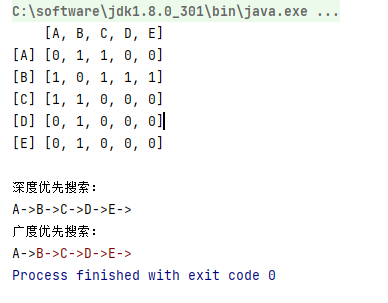 C:\software\jdk1.8.0_301\bin\java.exe ...
[A, B, C, D, E]
[A] [0, 1, 1, 0, 0]
[B] [1, 0, 1, 1, 1]
[C] [1, 1, 0, 0, 0]
[D] [0, 1, 0, 0, 0]
[E] [0, 1, 0, 0, 0]
深度优先搜索：
A->B->C->D->E->
广度优先搜索：
A->B->C->D->E->
Process finished with exit code 0